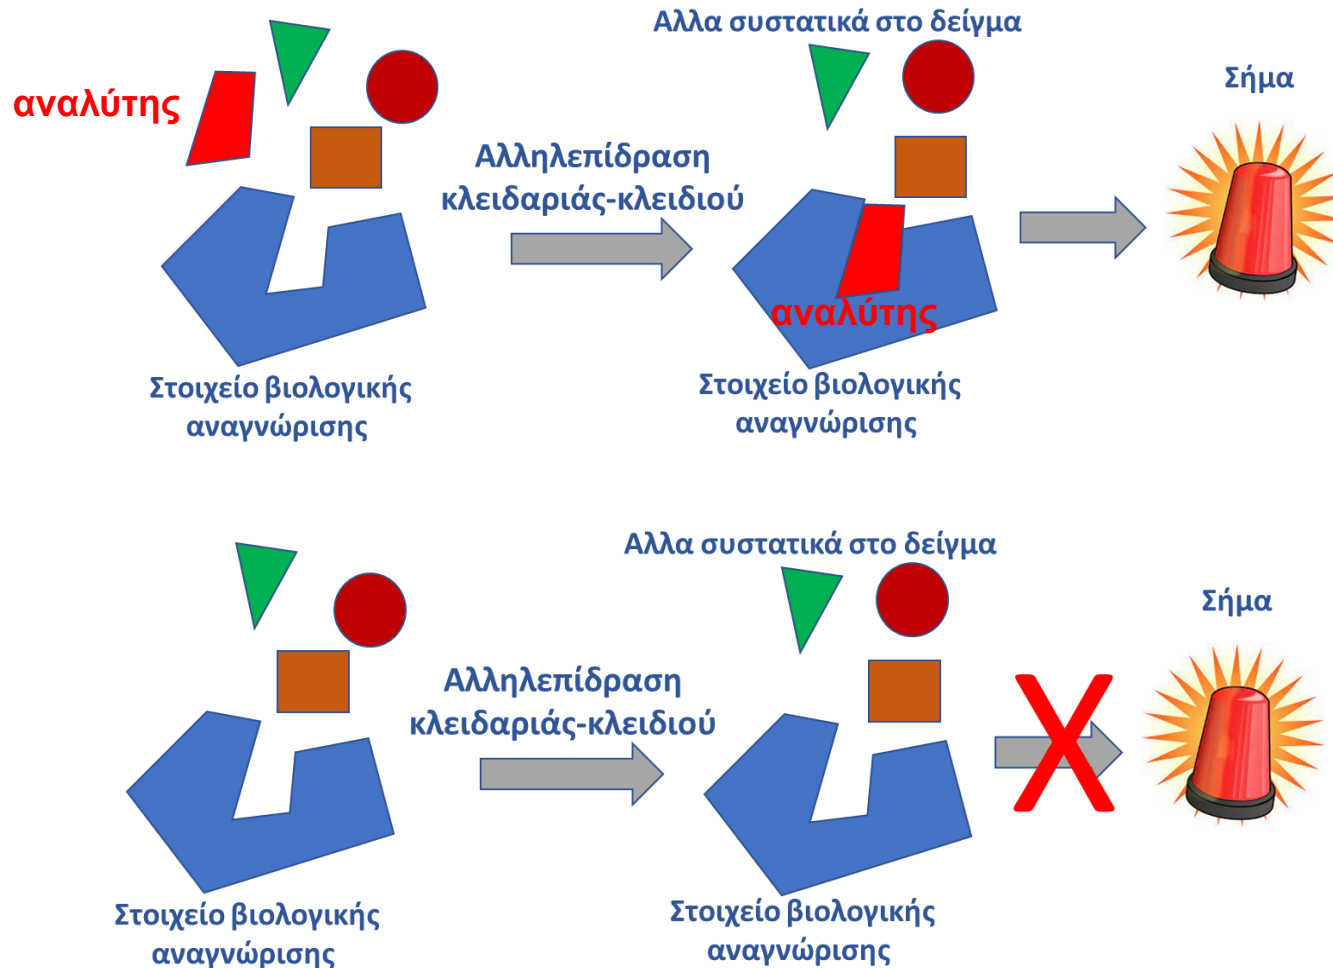 Αλλα συστατικά στο δείγμα
Σήμα
αναλύτης
Αλληλεπίδραση
κλειδαριάς-κλειδιού
αναλύτης
Στοιχείο βιολογικής
αναγνώρισης
Στοιχείο βιολογικής
αναγνώρισης
Αλλα συστατικά στο δείγμα
Σήμα
Αλληλεπίδραση
κλειδαριάς-κλειδιού
X
Στοιχείο βιολογικής
αναγνώρισης
Στοιχείο βιολογικής
αναγνώρισης